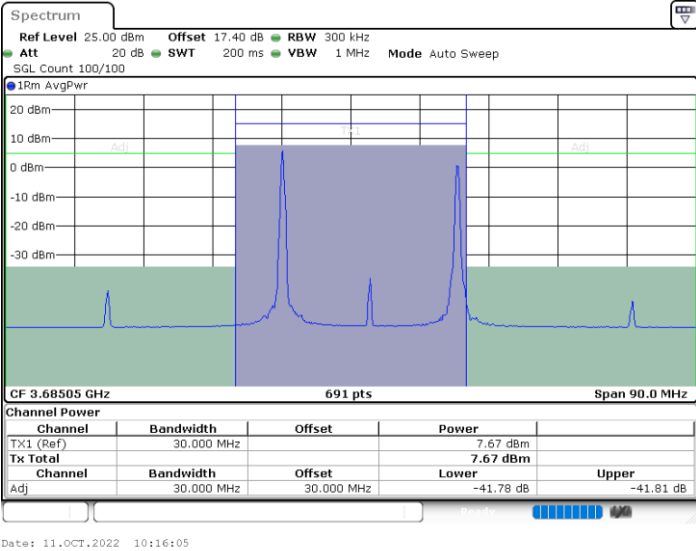 Spectrum
Ref Level 25.00 dBm Offset 17.40 dB RBW 300 kHz
Att 20 dB SWT 200 ms VBW 1 MHz Mode Auto Sweep
SGL Count 100/100
1Rm AvgPwr
20 dBm
TX1
10 dBm
Adj Adj
0 dBm
-10 dBm
-20 dBm
-30 dBm
CF 3.68505 GHz 691 pts Span 90.0 MHz
Channel Power
Channel Bandwidth Offset Power
TX1 (Ref) 30.000 MHz 7.67 dBm
Tx Total 7.67 dBm
Channel Bandwidth Offset Lower Upper
Adj 30.000 MHz 30.000 MHz -41.78 dB -41.81 dB
Ready
Date: 11.OCT.2022 10:16:05